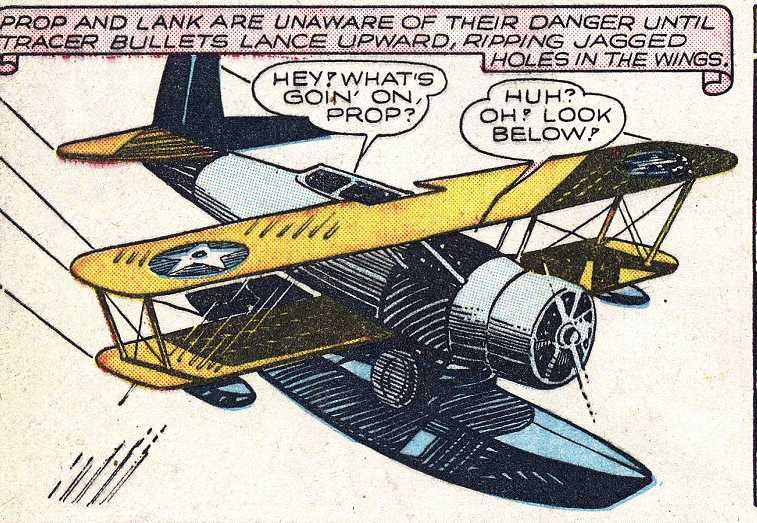 PROP AND LANK ARE UNAWARE OF THEIR DANGER UNTIL
TRACER BULLETS LANCE UPWARD, RIPPING JAGGED
HOLES IN THE WINGS.
HEY! WHAT'S
GOIN' ON,
PROP?
HUH?
OH! LOOK
BELOW!